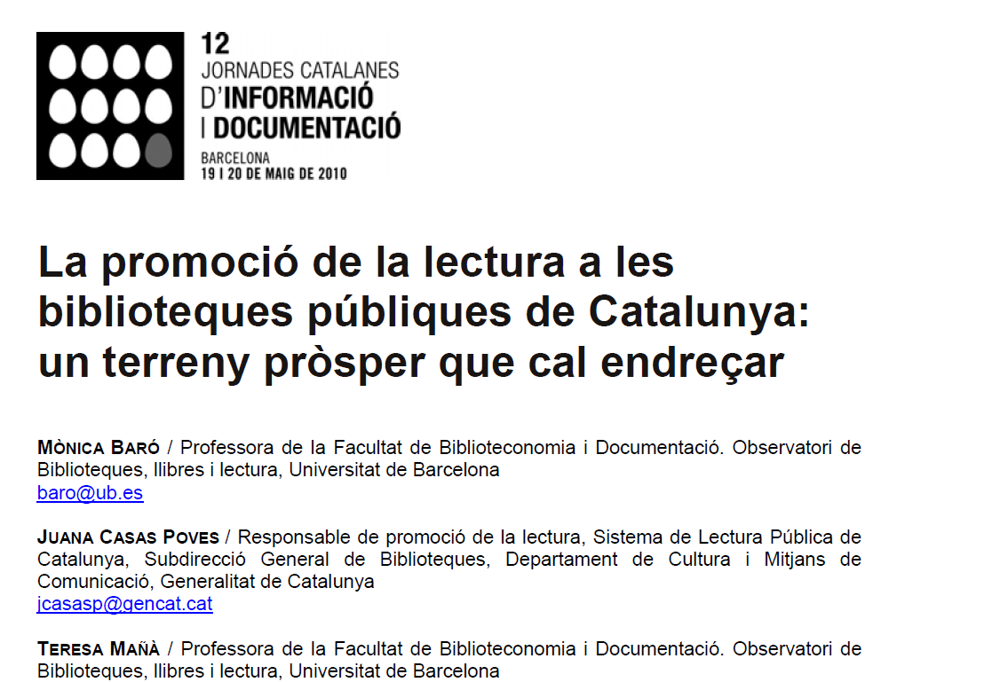 12
JORNADES CATALANES
D'INFORMACIÓ
I DOCUMENTACIÓ
BARCELONA
19 I 20 DE MAIG DE 2010
La promoció de la lectura a les
biblioteques públiques de Catalunya:
un terreny pròsper que cal endreçar
MÒNICA BARÓ / Professora de la Facultat de Biblioteconomia i Documentació. Observatori de
Biblioteques, llibres i lectura, Universitat de Barcelona
baro@ub.es
JUANA CASAS POVES / Responsable de promoció de la lectura, Sistema de Lectura Pública de
Catalunya, Subdirecció General de Biblioteques, Departament de Cultura i Mitjans de
Comunicació, Generalitat de Catalunya
jcasasp@gencat.cat
TERESA MAÑÀ / Professora de la Facultat de Biblioteconomia i Documentació. Observatori de
Biblioteques, llibres i lectura, Universitat de Barcelona